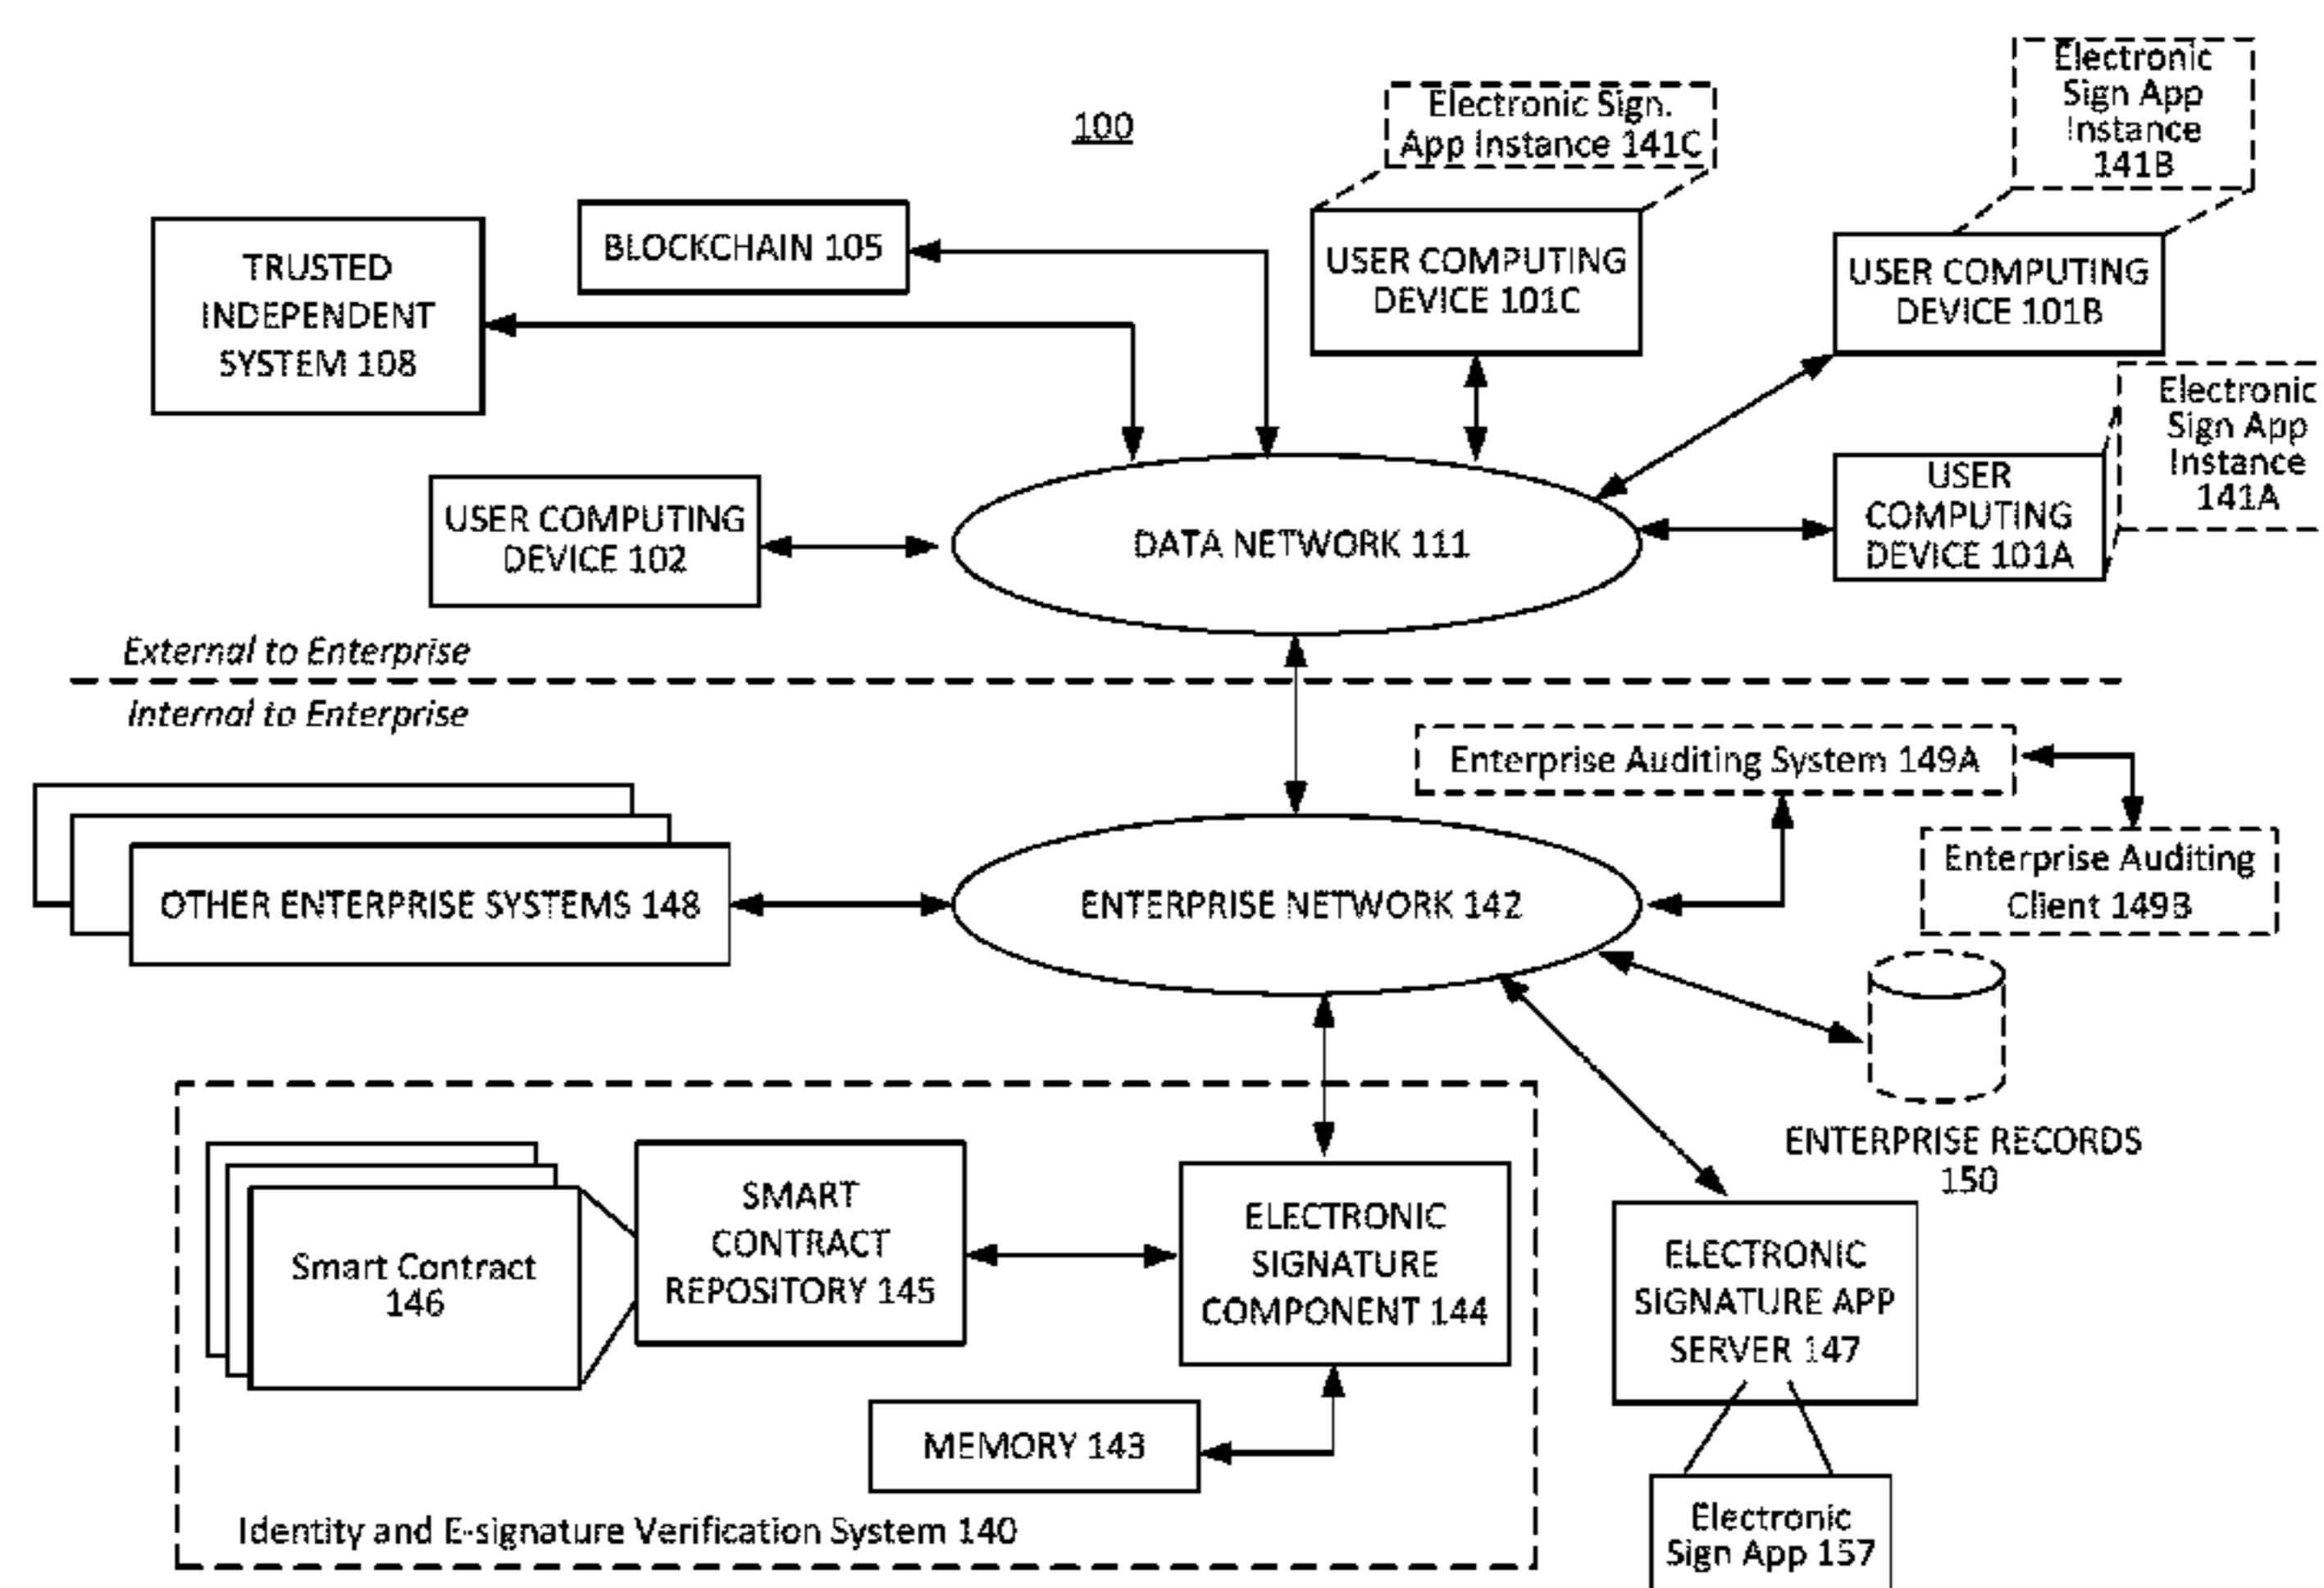 100
Electronic Sign.
App Instance 141C
Electronic
Sign App
Instance
141B
TRUSTED
INDEPENDENT
SYSTEM 108
BLOCKCHAIN 105
USER COMPUTING
DEVICE 101C
USER COMPUTING
DEVICE 101B
Electronic
Sign App
Instance
141A
USER COMPUTING
DEVICE 102
DATA NETWORK 111
USER
COMPUTING
DEVICE 101A
External to Enterprise
Internal to Enterprise
Enterprise Auditing System 149A
Enterprise Auditing
Client 149B
OTHER ENTERPRISE SYSTEMS 148
ENTERPRISE NETWORK 142
ENTERPRISE RECORDS
150
Smart Contract
146
SMART
CONTRACT
REPOSITORY 145
ELECTRONIC
SIGNATURE
COMPONENT 144
ELECTRONIC
SIGNATURE APP
SERVER 147
MEMORY 143
Identity and E-signature Verification System 140
Electronic
Sign App 157